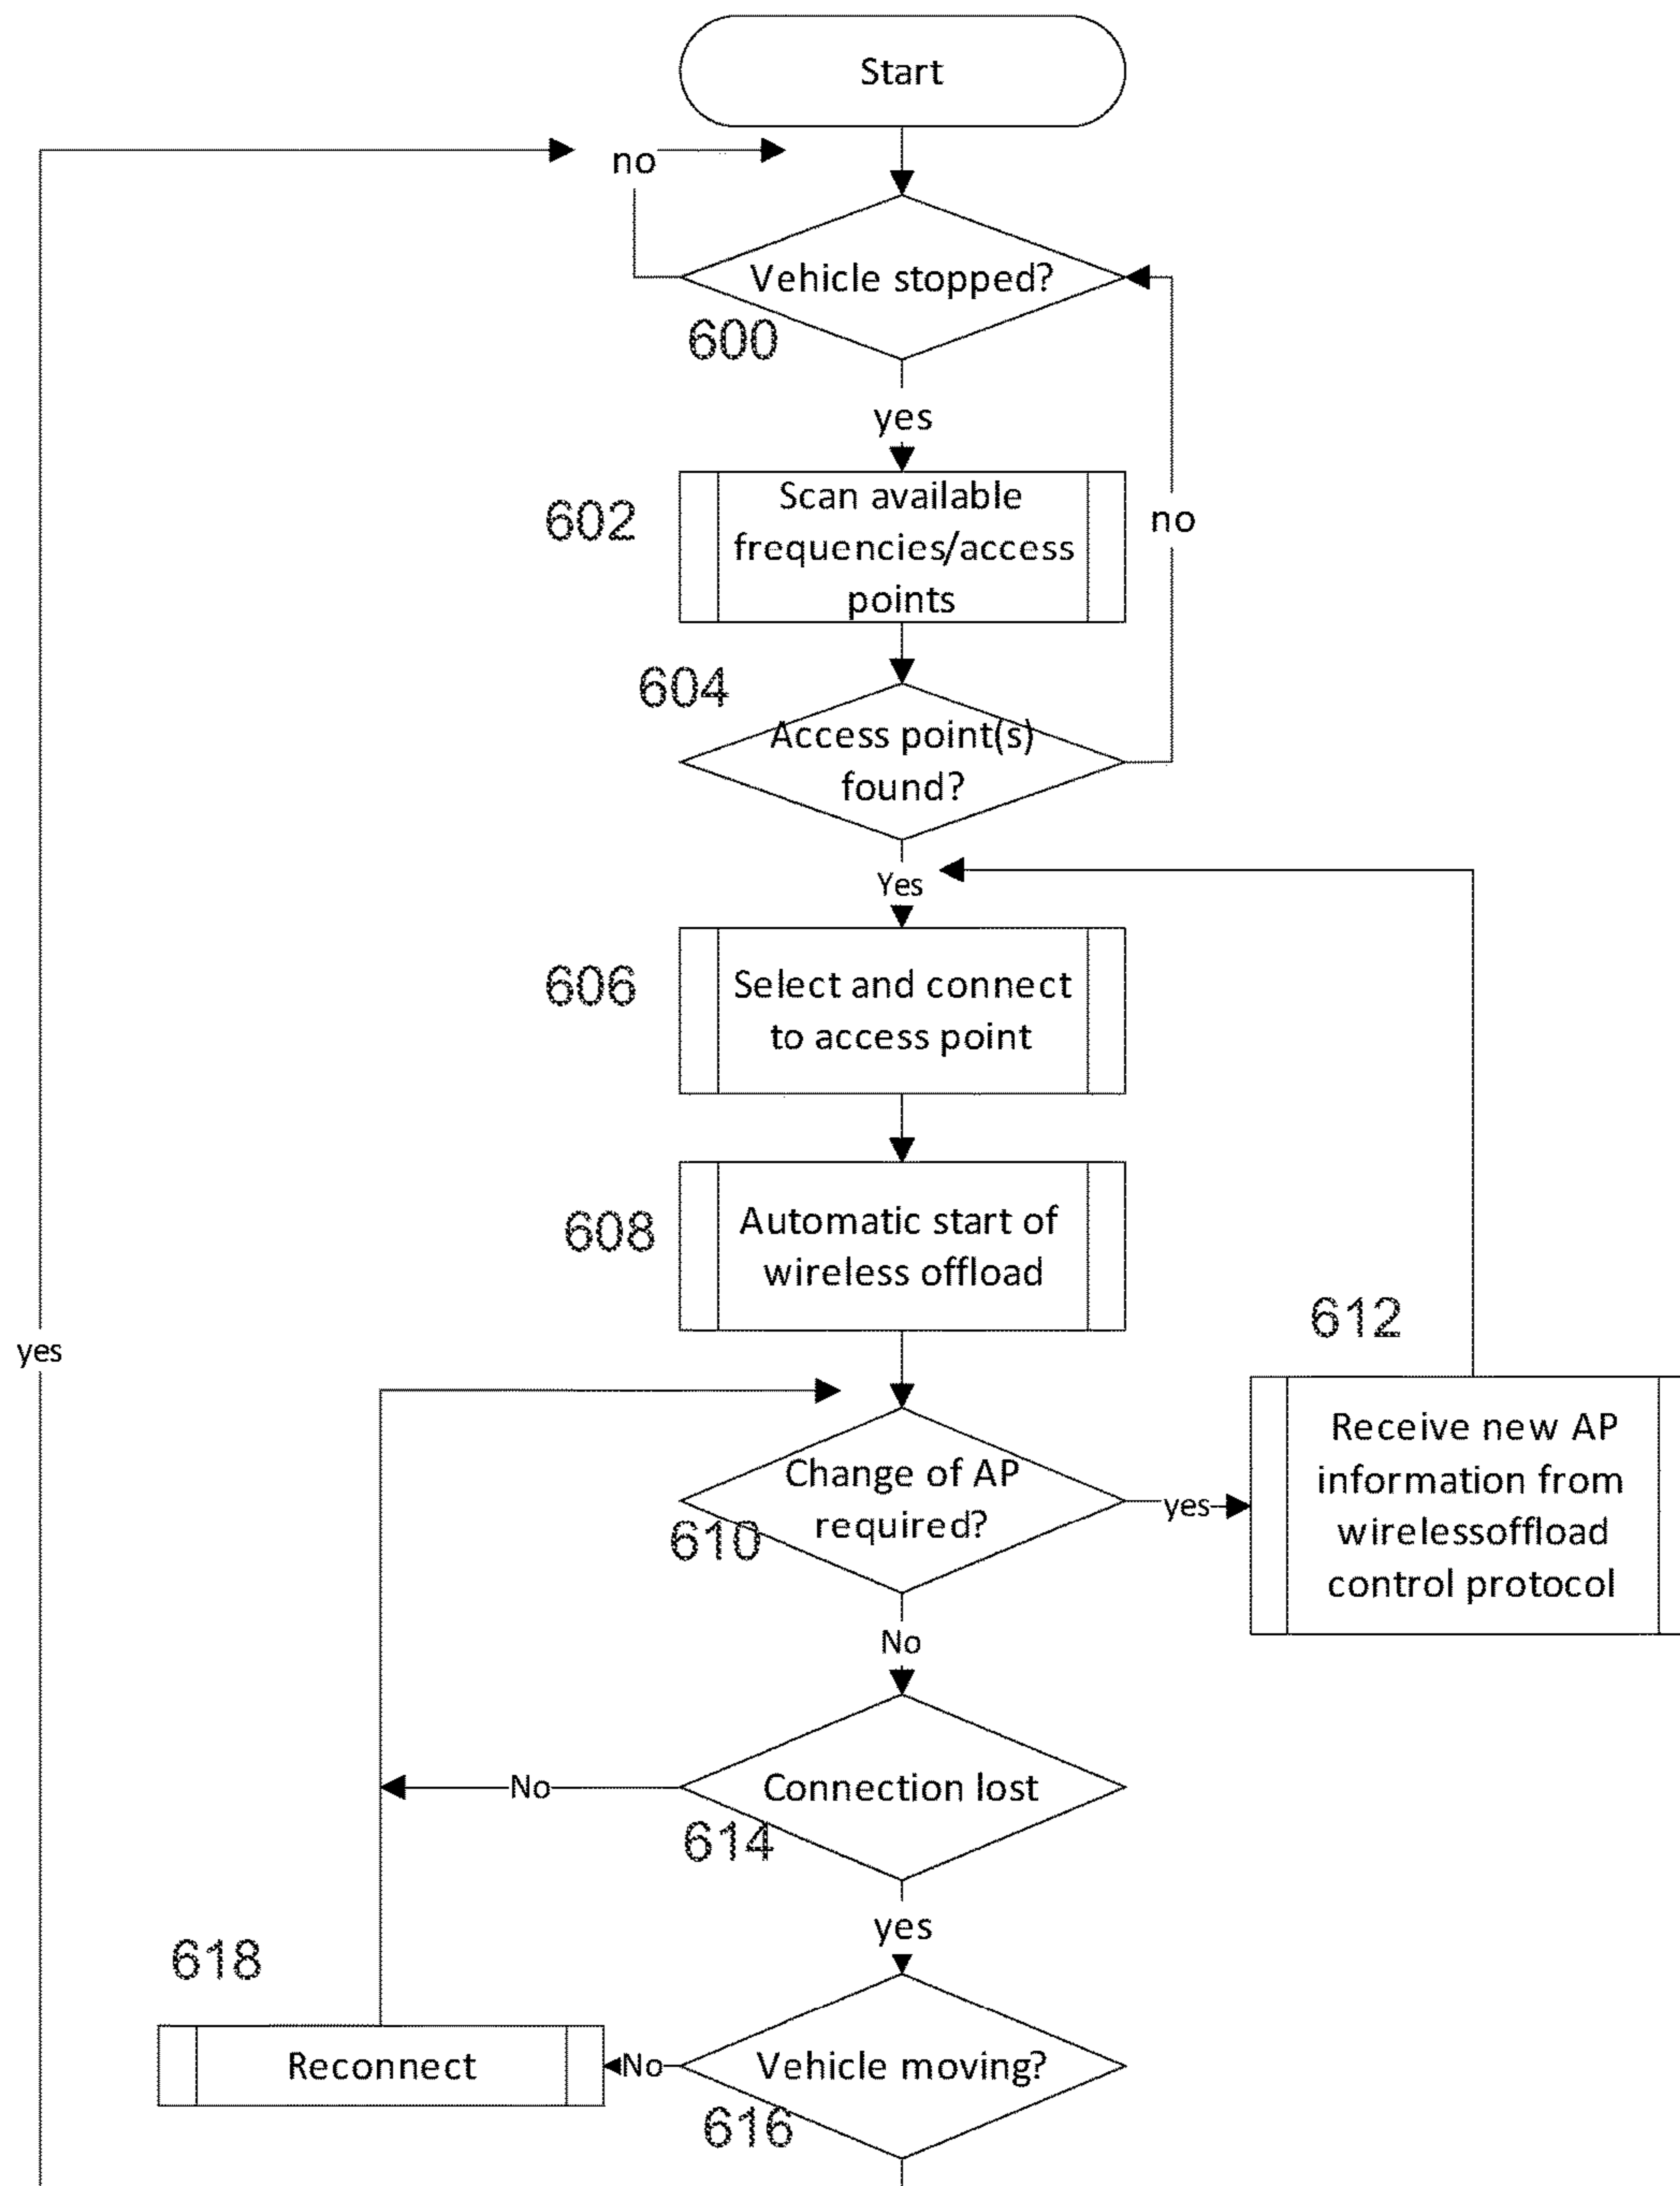 Start
no
Vehicle stopped?
600
yes
602
Scan available
frequencies/access
points
no
604
Access point(s)
found?
Yes
606
Select and connect
to access point
608
Automatic start of
wireless offload
612
yes
Change of AP
required?
610
yes
Receive new AP
information from
wirelessoffload
control protocol
No
Connection lost
No
614
yes
618
Reconnect
No
Vehicle moving?
616